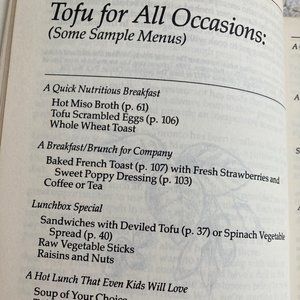 Tofu for All Occasions:
(Some Sample Menus)
A Quick Nutritious Breakfast
Hot Miso Broth (p. 61)
Tofu Scrambled Eggs (p. 106)
Whole Wheat Toast
A Breakfast/Brunch for Company
Baked French Toast (p. 107) with Fresh Strawberries and
Sweet Poppy Dressing (p. 103)
Coffee or Tea
Lunchbox Special
Sandwiches with Deviled Tofu (p. 37) or Spinach Vegetable
Spread (p. 40)
Raw Vegetable Sticks
Raisins and Nuts
A Hot Lunch That Even Kids Will Love
Soup of Your Choice